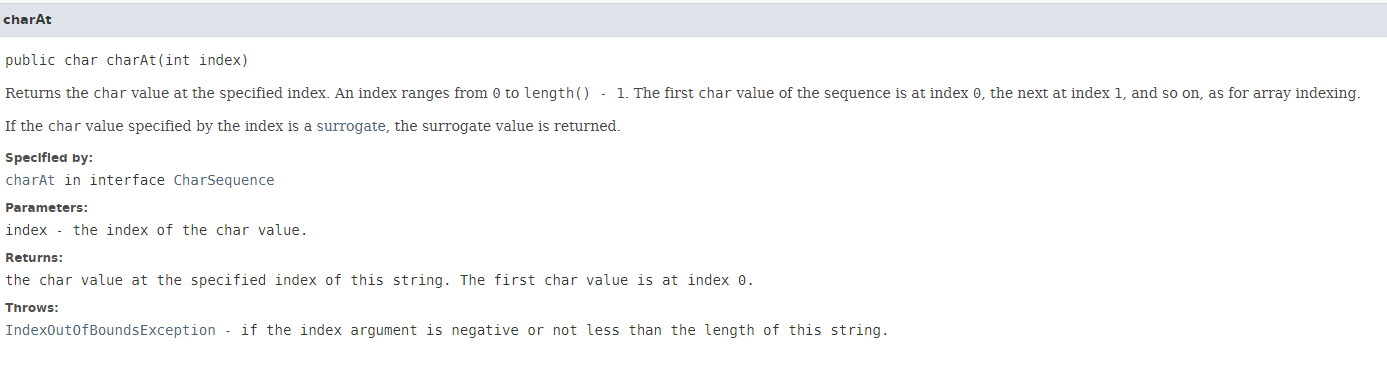 charAt
public char charAt(int index)
Returns the char value at the specified index. An index ranges from 0 to length() - 1. The first char value of the sequence is at index 0, the next at index 1, and so on, as for array indexing.
If the char value specified by the index is a surrogate, the surrogate value is returned.
Specified by:
charAt in interface CharSequence
Parameters:
index - the index of the char value.
Returns:
the char value at the specified index of this string. The first char value is at index 0.
Throws:
IndexOutOfBoundsException - if the index argument is negative or not less than the length of this string.